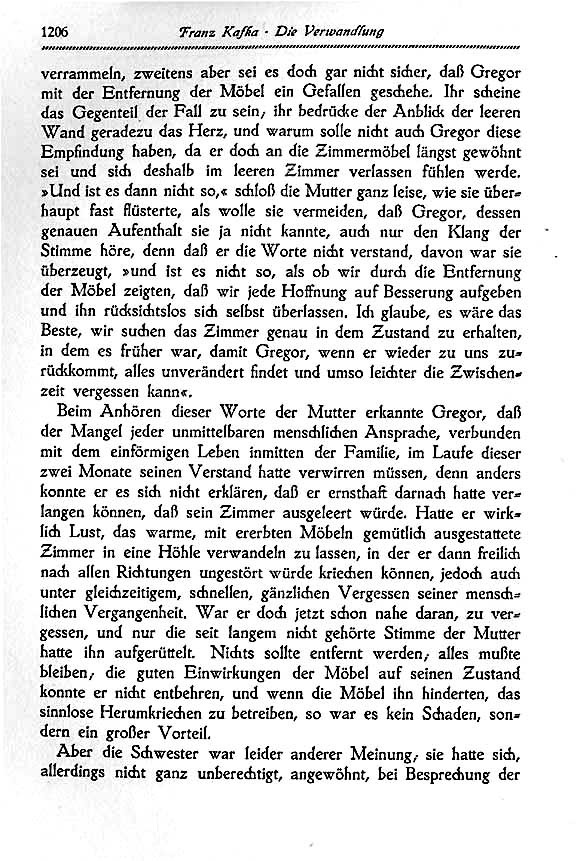 1206 Franz Kafka · Die Verwandlung
verrammeln, zweitens aber sei es doch gar nicht sicher, daß Gregor
mit der Entfernung der Möbel ein Gefallen geschehe. Ihr scheine
das Gegenteil der Fall zu sein; ihr bedrücke der Anblick der leeren
Wand geradezu das Herz, und warum solle nicht auch Gregor diese
Empfindung haben, da er doch an die Zimmermöbel längst gewöhnt
sei und sich deshalb im leeren Zimmer verlassen fühlen werde.
»Und ist es dann nicht so,« schloß die Mutter ganz leise, wie sie über-
haupt fast flüsterte, als wolle sie vermeiden, daß Gregor, dessen
genauen Aufenthalt sie ja nicht kannte, auch nur den Klang der
Stimme höre, denn daß er die Worte nicht verstand, davon war sie
überzeugt, »und ist es nicht so, als ob wir durch die Entfernung
der Möbel zeigten, daß wir jede Hoffnung auf Besserung aufgeben
und ihn rücksichtslos sich selbst überlassen. Ich glaube, es wäre das
Beste, wir suchen das Zimmer genau in dem Zustand zu erhalten,
in dem es früher war, damit Gregor, wenn er wieder zu uns zu-
rückkommt, alles unverändert findet und umso leichter die Zwischen-
zeit vergessen kann«.
Beim Anhören dieser Worte der Mutter erkannte Gregor, daß
der Mangel jeder unmittelbaren menschlichen Ansprache, verbunden
mit dem einförmigen Leben inmitten der Familie, im Laufe dieser
zwei Monate seinen Verstand hatte verwirren müssen, denn anders
konnte er es sich nicht erklären, daß er ernsthaft darnach hatte ver-
langen können, daß sein Zimmer ausgeleert würde. Hatte er wirk-
lich Lust, das warme, mit ererbten Möbeln gemütlich ausgestattete
Zimmer in eine Höhle verwandeln zu lassen, in der er dann freilich
nach allen Richtungen ungestört würde kriechen können, jedoch auch
unter gleichzeitigem, schnellen, gänzlichen Vergessen seiner mensch-
lichen Vergangenheit. War er doch jetzt schon nahe daran, zu ver-
gessen, und nur die seit langem nicht gehörte Stimme der Mutter
hatte ihn aufgerüttelt. Nichts sollte entfernt werden; alles mußte
bleiben; die guten Einwirkungen der Möbel auf seinen Zustand
konnte er nicht entbehren, und wenn die Möbel ihn hinderten, das
sinnlose Herumkriechen zu betreiben, so war es kein Schaden, son-
dern ein großer Vorteil.
Aber die Schwester war leider anderer Meinung; sie hatte sich,
allerdings nicht ganz unberechtigt, angewöhnt, bei Besprechung der